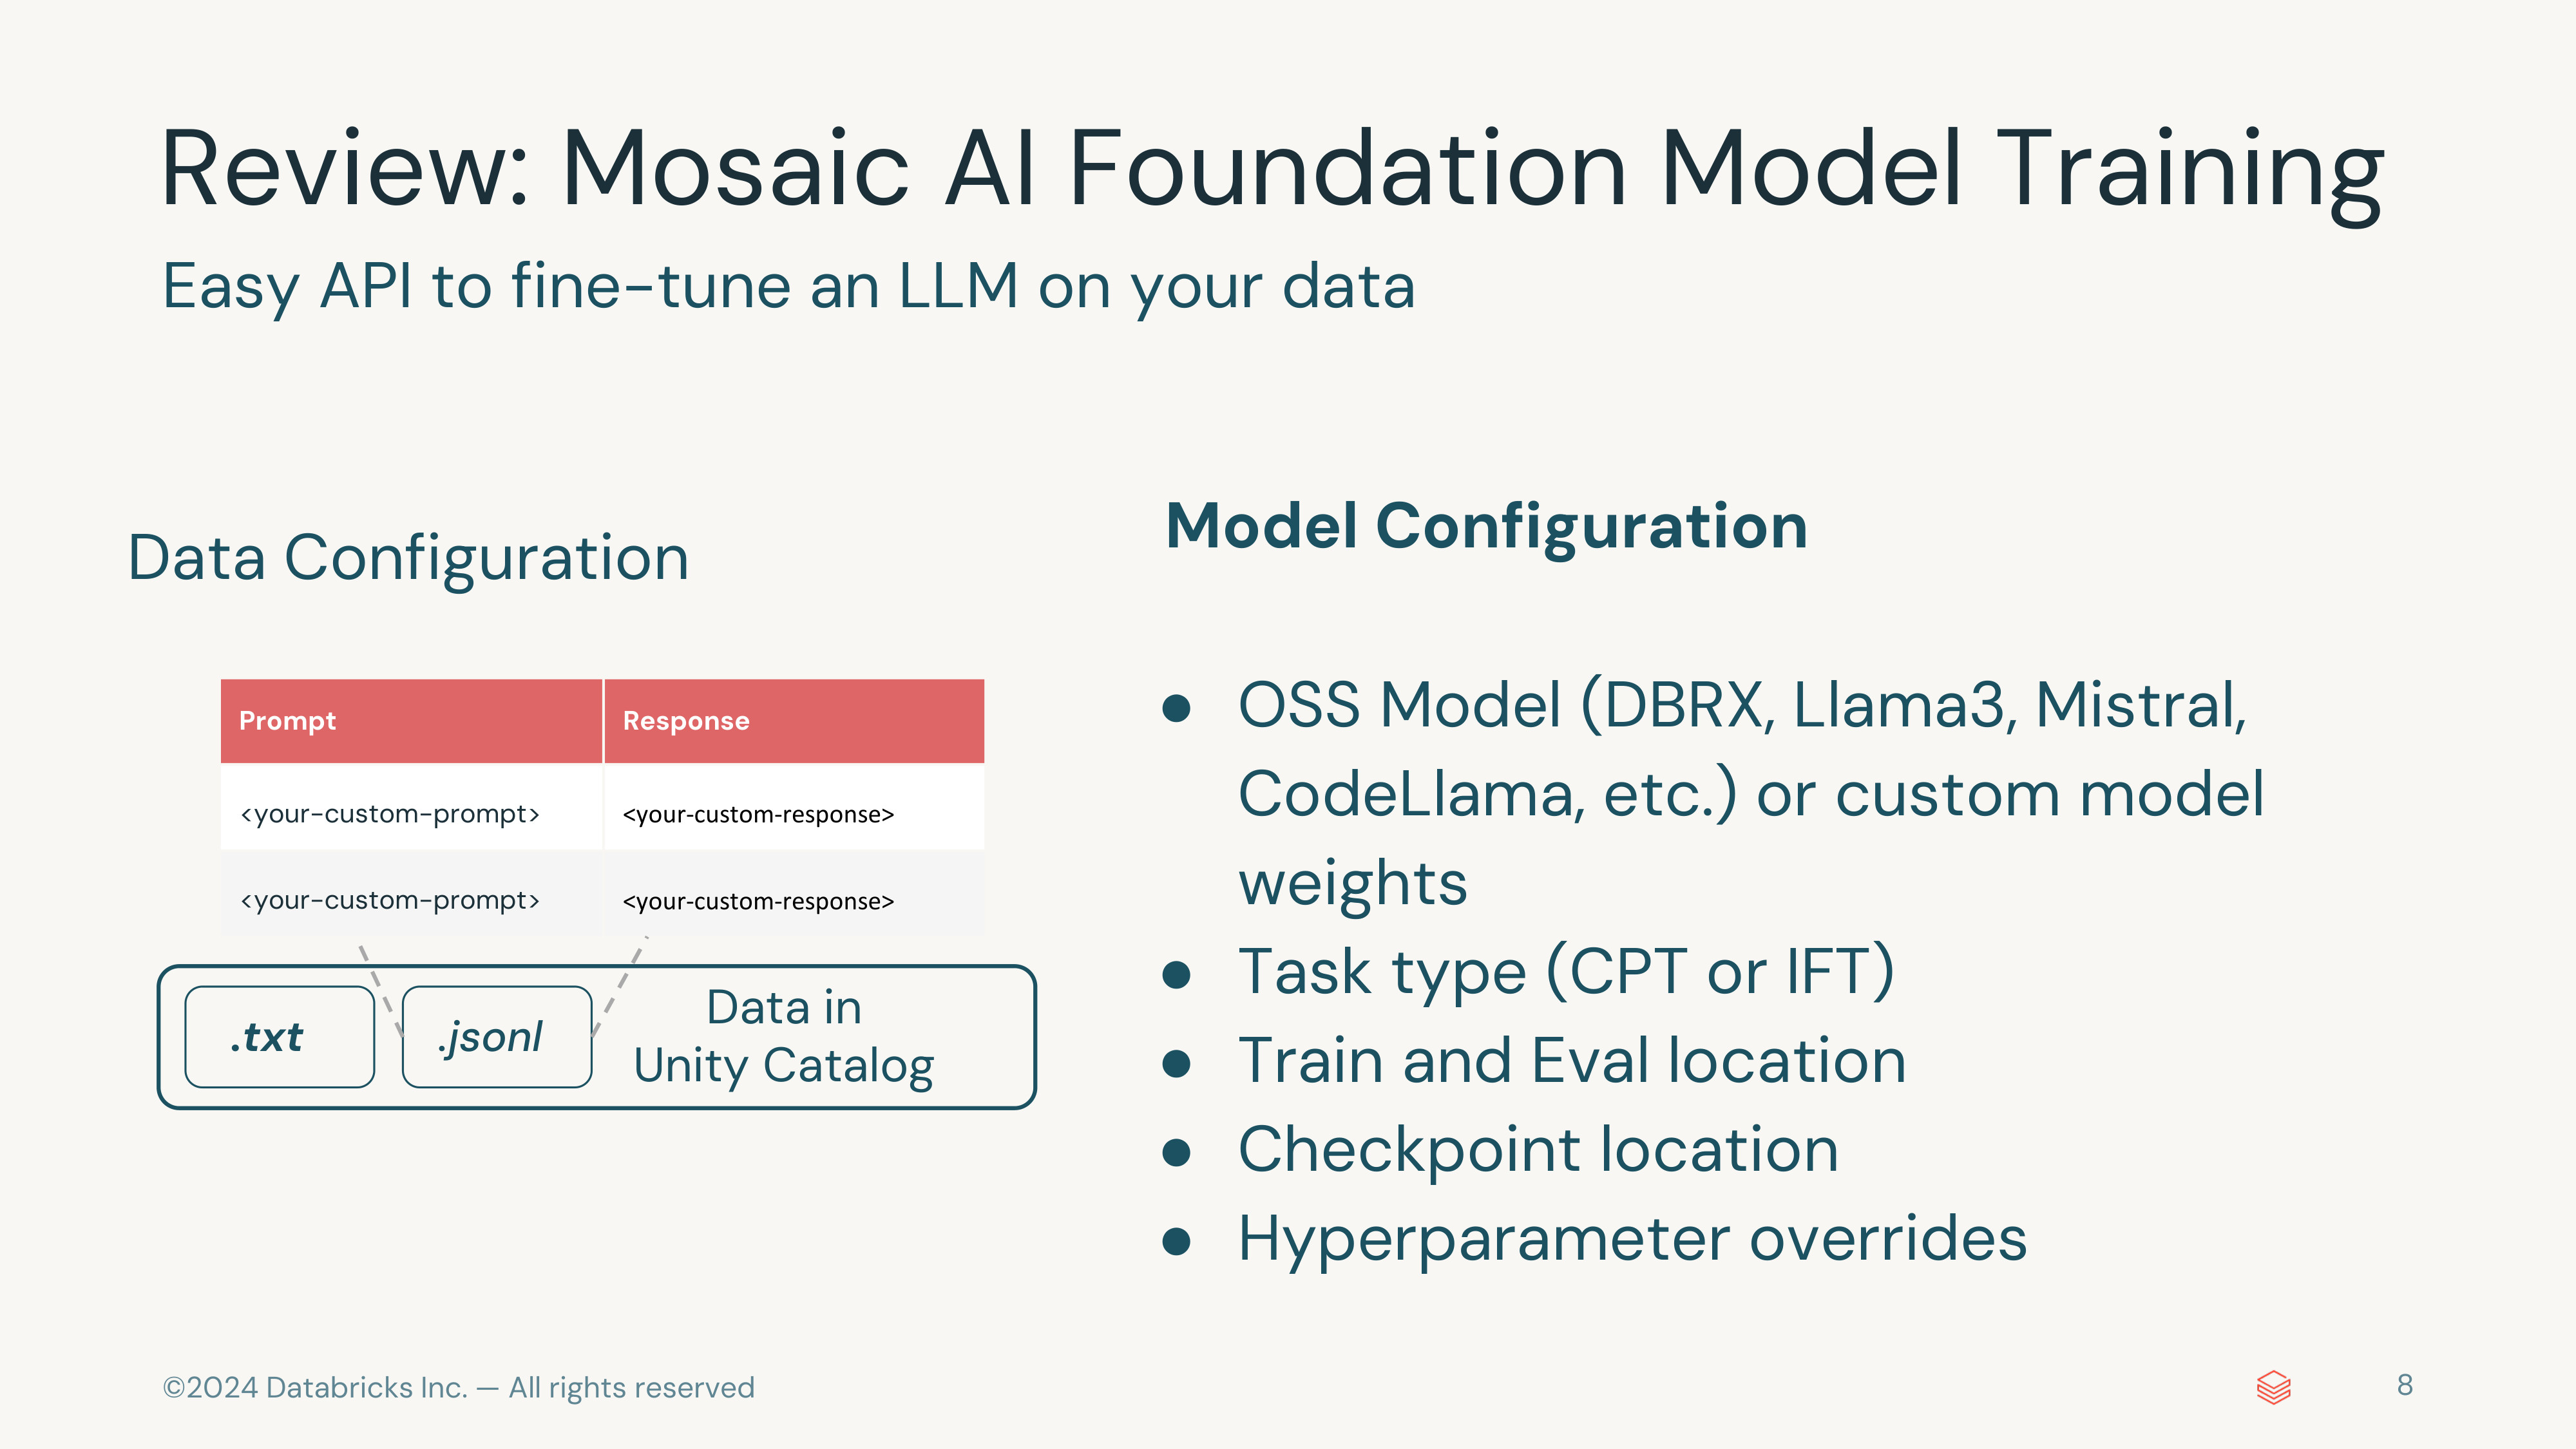 Review: Mosaic AI Foundation Model Training
Easy API to fine-tune an LLM on your data
Data Configuration
Prompt Response
<your-custom-prompt> <your-custom-response>
<your-custom-prompt> <your-custom-response>
.txt .jsonl
Data in
Unity Catalog
Model Configuration
● OSS Model (DBRX, Llama3, Mistral,
CodeLlama, etc.) or custom model
weights
● Task type (CPT or IFT)
● Train and Eval location
● Checkpoint location
● Hyperparameter overrides
©2024 Databricks Inc. — All rights reserved
8